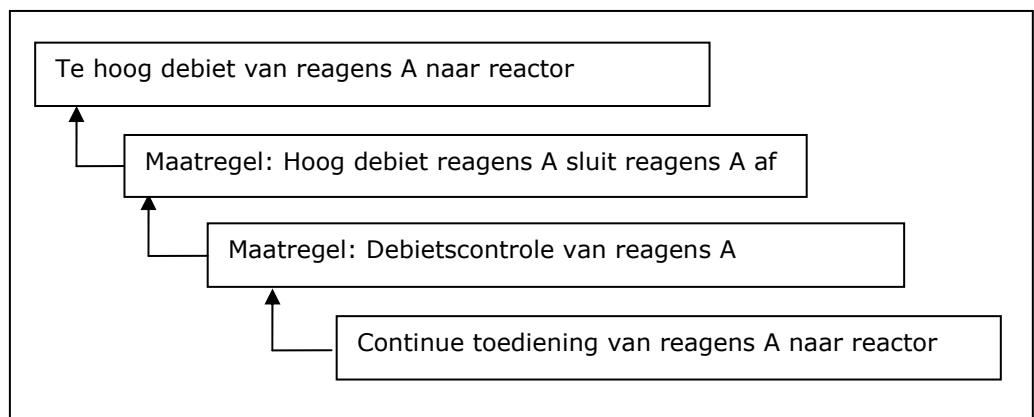 Te hoog debiet van reagens A naar reactor
Maatregel: Hoog debiet reagens A sluit reagens A af
Maatregel: Debietscontrole van reagens A
Continue toediening van reagens A naar reactor